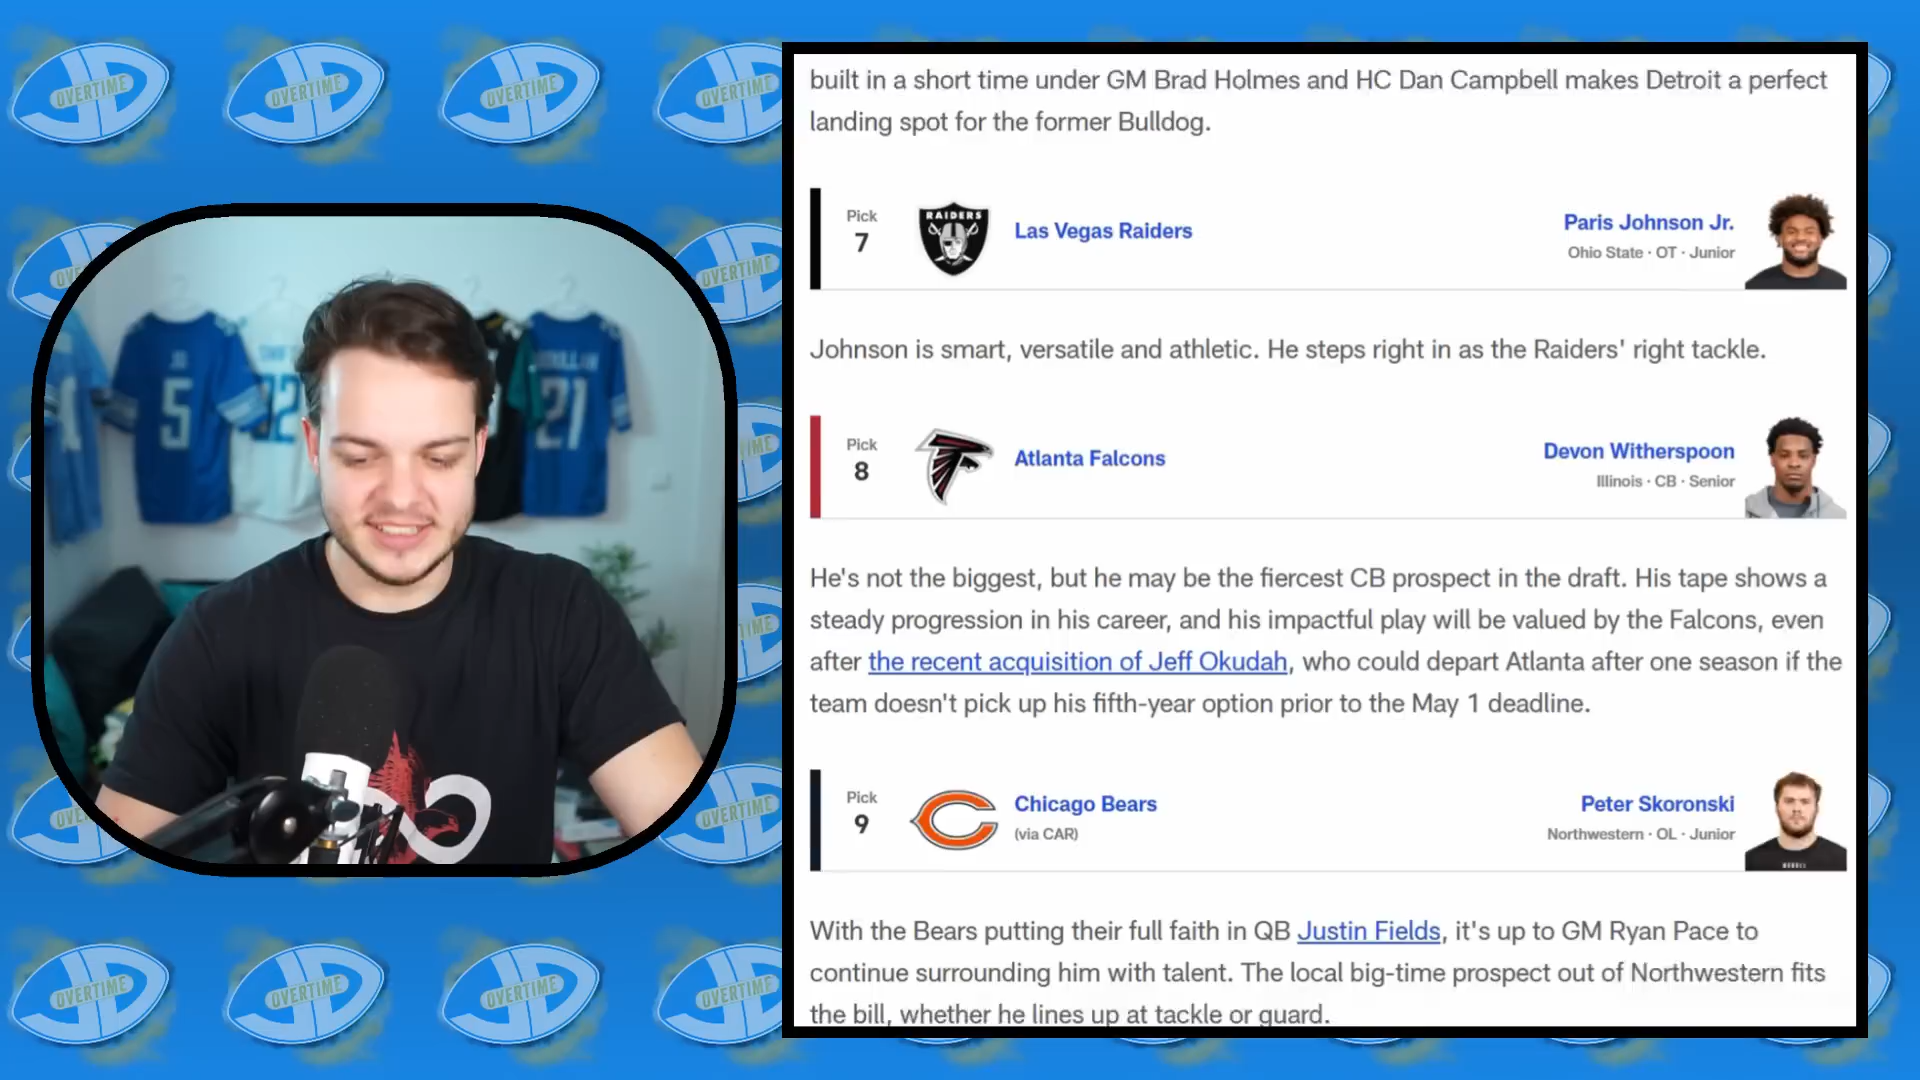 built in a short time under GM Brad Holmes and HC Dan Campbell makes Detroit a perfect
landing spot for the former Bulldog.
Pick
7
RAIDERS
Las Vegas Raiders
Paris Johnson Jr.
Ohio State · OT · Junior
Johnson is smart, versatile and athletic. He steps right in as the Raiders' right tackle.
Pick
8
Atlanta Falcons
Devon Witherspoon
Illinois · CB · Senior
He's not the biggest, but he may be the fiercest CB prospect in the draft. His tape shows a
steady progression in his career, and his impactful play will be valued by the Falcons, even
after the recent acquisition of Jeff Okudah, who could depart Atlanta after one season if the
team doesn't pick up his fifth-year option prior to the May 1 deadline.
Pick
9
Chicago Bears
(via CAR)
Peter Skoronski
Northwestern · OL · Junior
With the Bears putting their full faith in QB Justin Fields, it's up to GM Ryan Pace to
continue surrounding him with talent. The local big-time prospect out of Northwestern fits
the bill, whether he lines up at tackle or guard.
OVERTIME
OVERTIME
OVERTIME
OVERTIME
OVERTIME
OVERTIME
OVERTIME
OVERTIME
OVERTIME
OVERTIME
OVERTIME
5
21